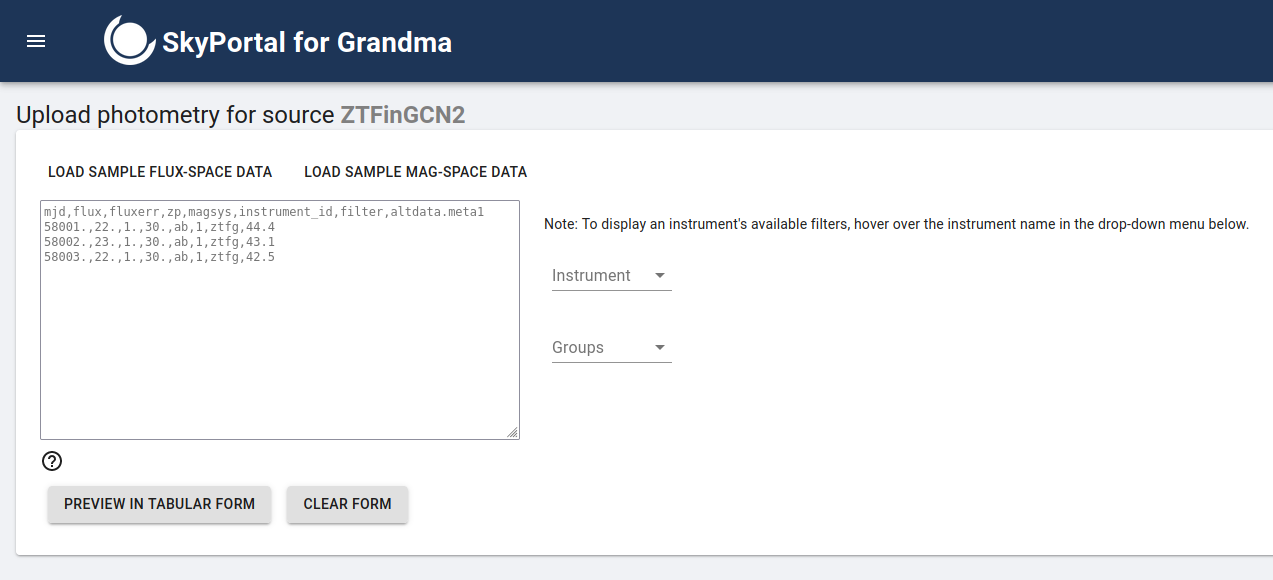 SkyPortal for Grandma
Upload photometry for source ZTFinGCN2
LOAD SAMPLE FLUX-SPACE DATA LOAD SAMPLE MAG-SPACE DATA
mjd,flux,fluxerr,zp,magsys,instrument_id,filter,altdata.meta1
58001.,22.,1.,30.,ab,1,ztfg,44.4
58002.,23.,1.,30.,ab,1,ztfg,43.1
58003.,22.,1.,30.,ab,1,ztfg,42.5
Note: To display an instrument's available filters, hover over the instrument name in the drop-down menu below.
Instrument
Groups
?
PREVIEW IN TABULAR FORM CLEAR FORM